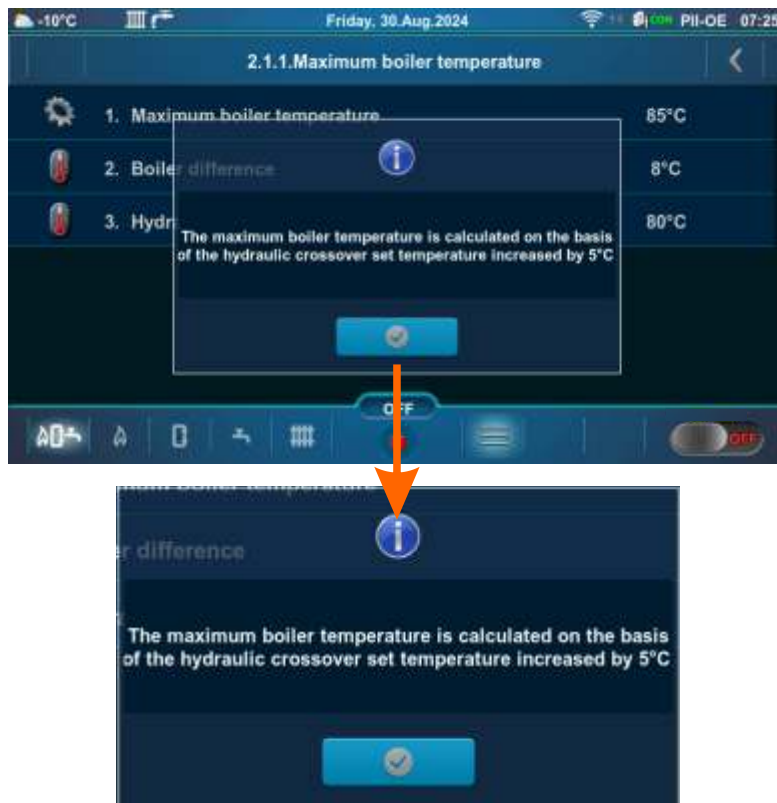 -10°C Friday, 30.Aug.2024 PII-OE 07:25
2.1.1.Maximum boiler temperature
1. Maximum boiler temperature 85°C
2. Boiler difference 8°C
3. Hydr 80°C
The maximum boiler temperature is calculated on the basis
of the hydraulic crossover set temperature increased by 5°C
OFF
OFF
difference
The maximum boiler temperature is calculated on the basis
of the hydraulic crossover set temperature increased by 5°C